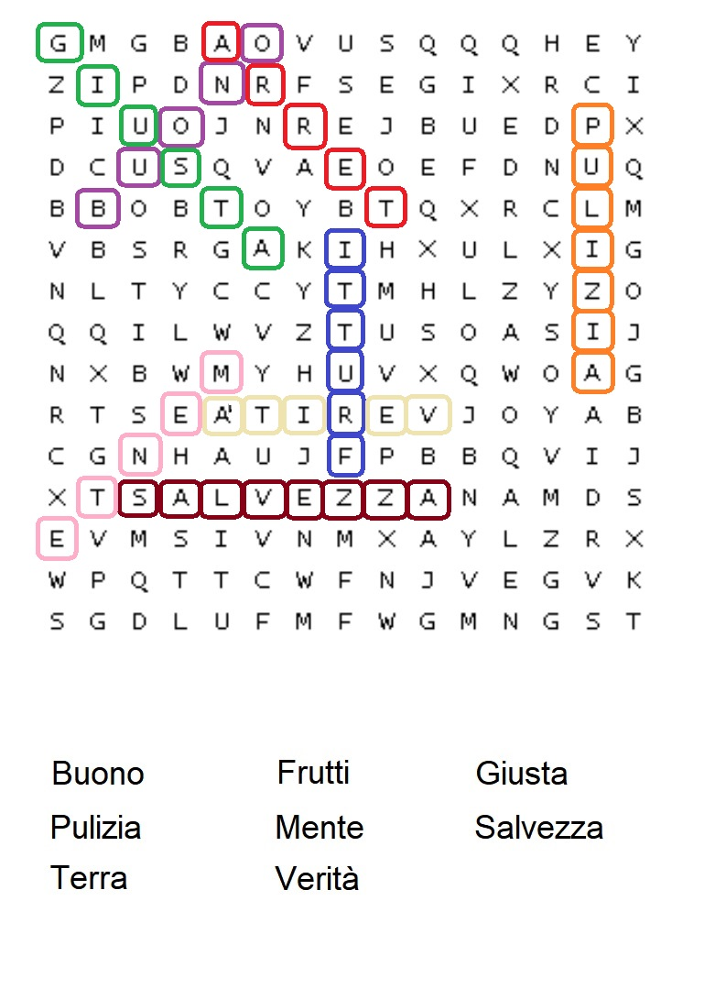 G M G B A O V U S Q Q Q H E Y
Z I P D N R F S E G I X R C I
P I U O J N R E J B U E D P X
D C U S Q V A E O E F D N U Q
B B O B T O Y B T Q X R C L M
V B S R G A K I H X U L X I G
N L T Y C C Y T M H L Z Y Z O
Q Q I L W V Z T U S O A S I J
N X B W M Y H U V X Q W O A G
R T S E A' T I R E V J O Y A B
C G N H A U J F P B B Q V I J
X T S A L V E Z Z A N A M D S
E V M S I V N M X A Y L Z R X
W P Q T T C W F N J V E G V K
S G D L U F M F W G M N G S T
Buono Frutti Giusta
Pulizia Mente Salvezza
Terra Verità